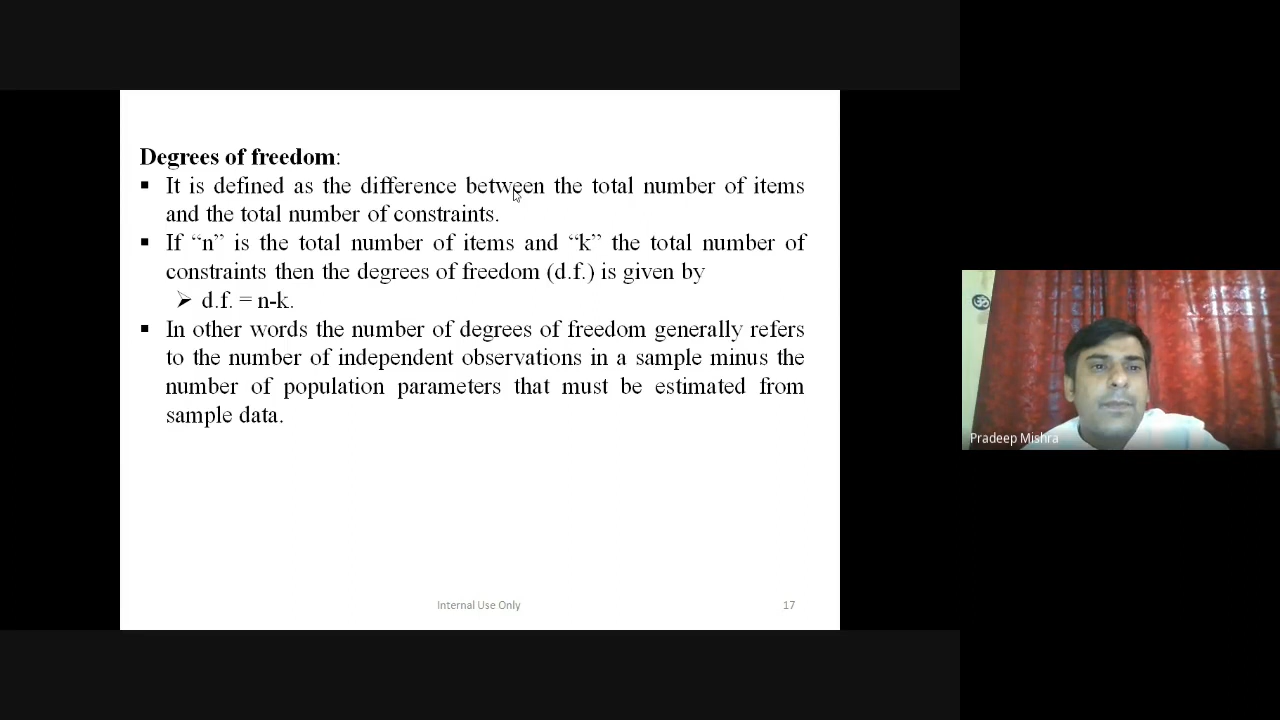 Degrees of freedom:
▪ It is defined as the difference between the total number of items
and the total number of constraints.
▪ If “n” is the total number of items and “k” the total number of
constraints then the degrees of freedom (d.f.) is given by
➢ d.f. = n-k.
▪ In other words the number of degrees of freedom generally refers
to the number of independent observations in a sample minus the
number of population parameters that must be estimated from
sample data.
Internal Use Only
17
ॐ
Pradeep Mishra